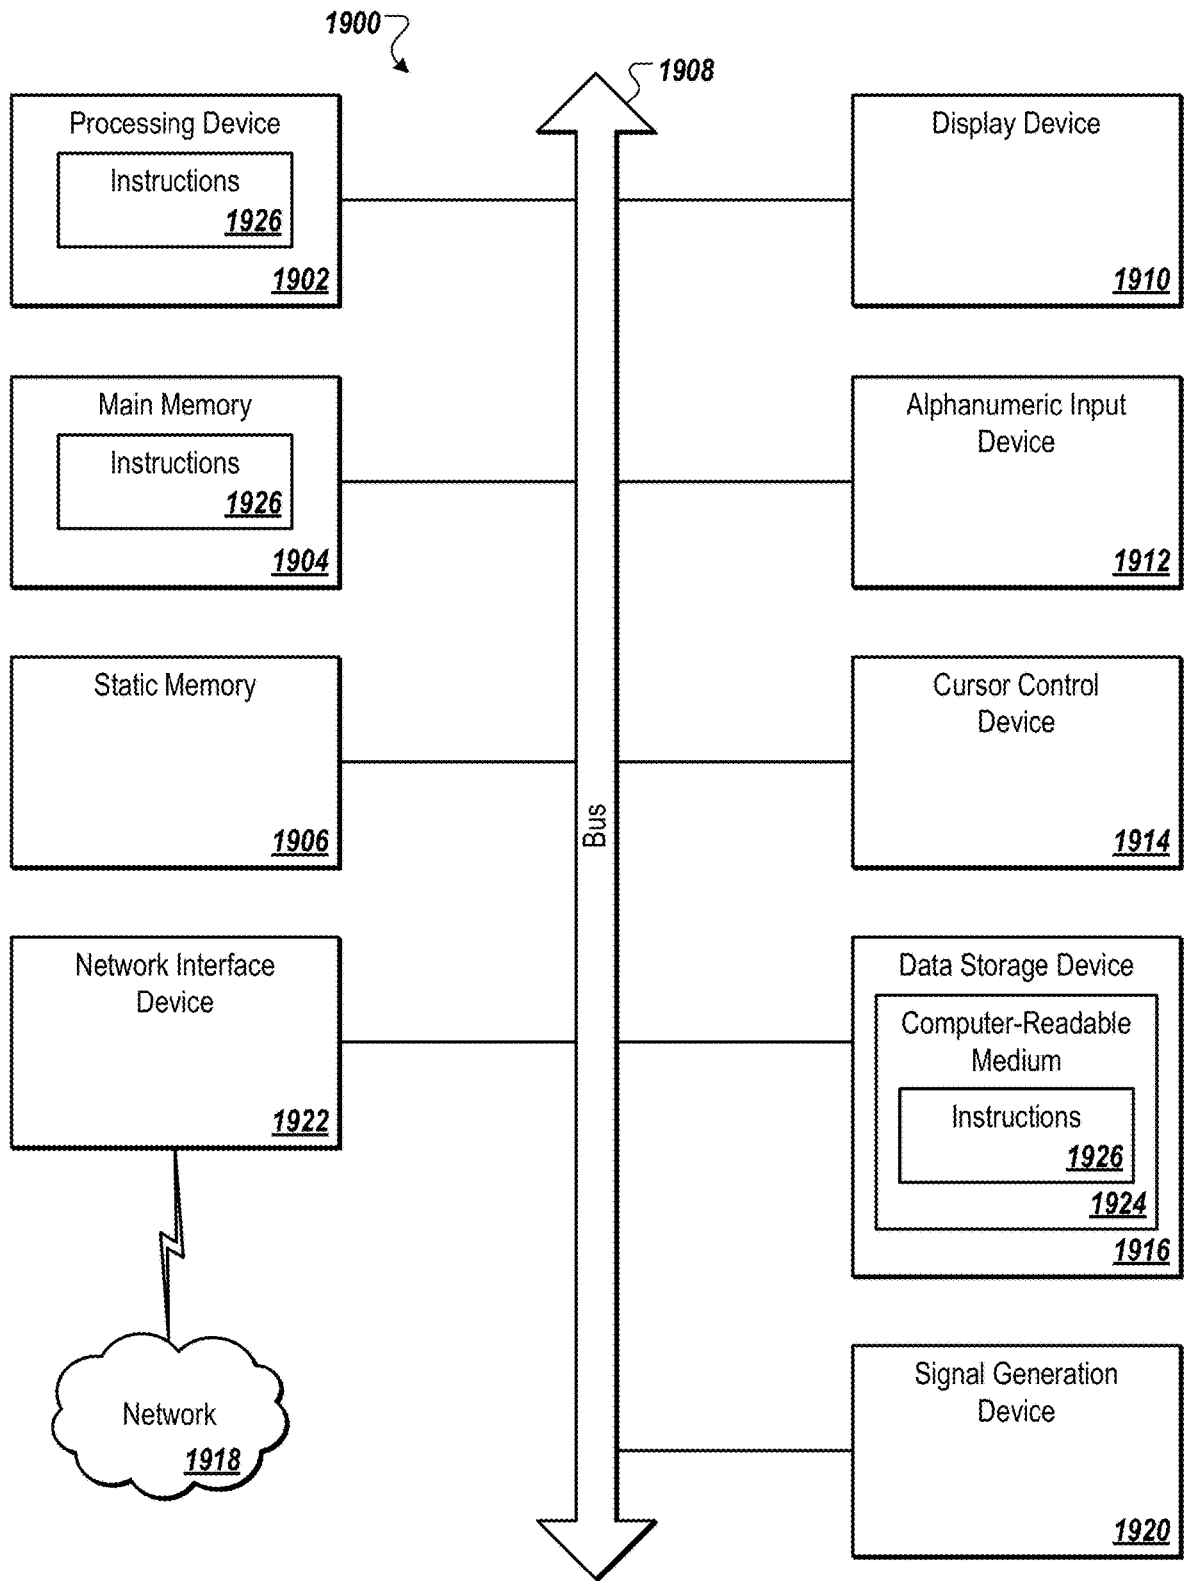 1900
1908
Processing Device
Instructions
1926
1902
Display Device
1910
Main Memory
Instructions
1926
1904
Alphanumeric Input
Device
1912
Static Memory
1906
Cursor Control
Device
1914
Bus
Network Interface
Device
1922
Data Storage Device
Computer-Readable
Medium
Instructions
1926
1924
1916
Network
1918
Signal Generation
Device
1920